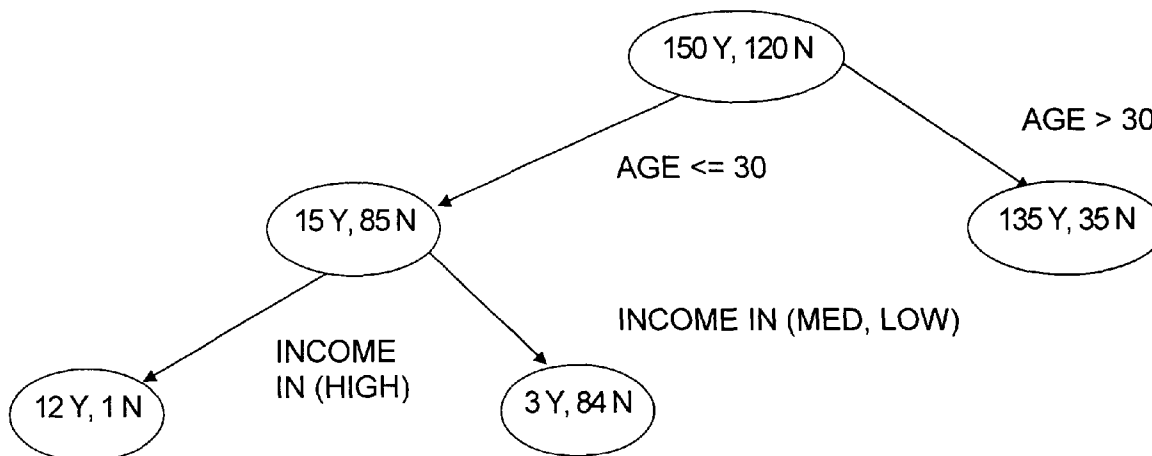 150 Y, 120 N
AGE > 30
AGE <= 30
15 Y, 85 N
135 Y, 35 N
INCOME IN (MED, LOW)
INCOME
IN (HIGH)
12 Y, 1 N
3 Y, 84 N